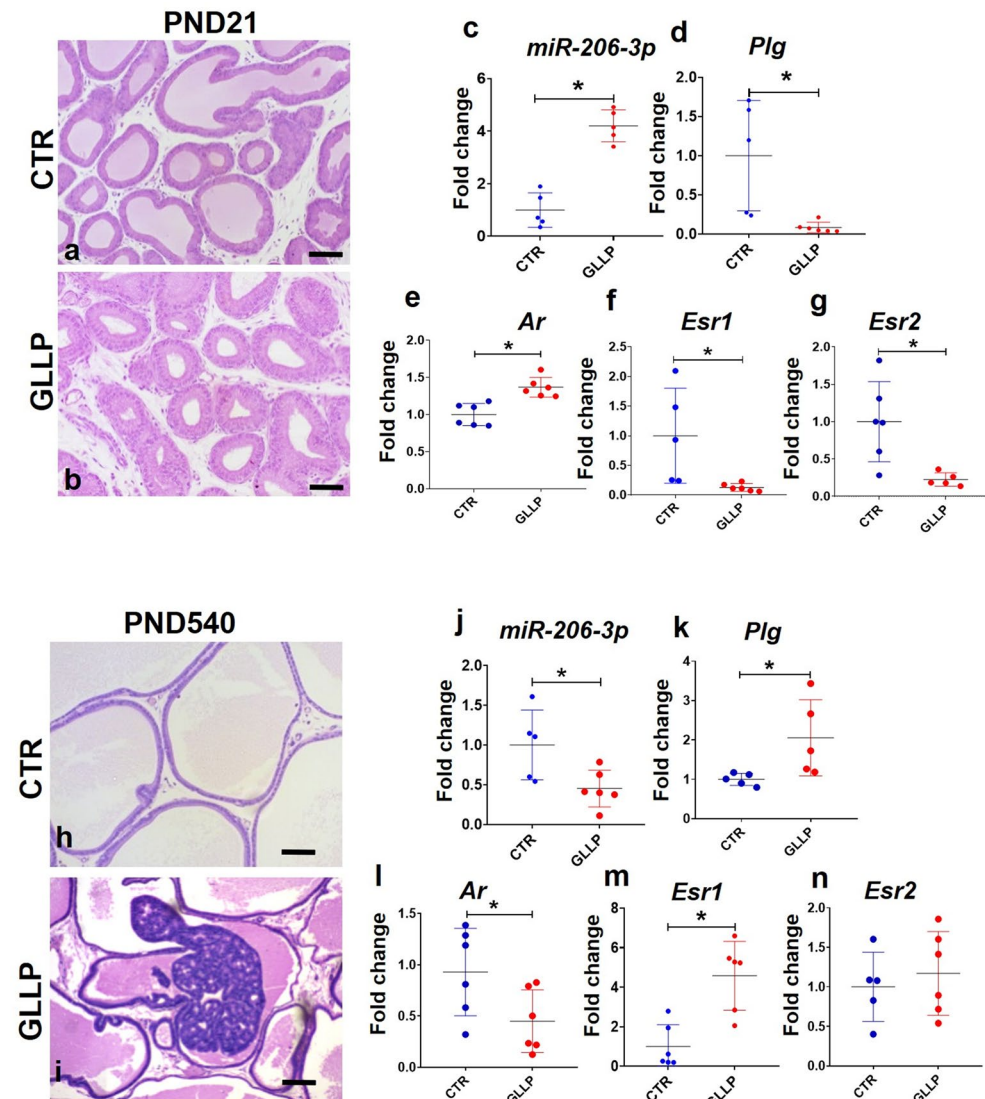 PND21
CTR
a
GLLP
b
c
miR-206-3p
Fold change
6
4
2
0
*
CTR
GLLP
d
Plg
Fold change
2.0
1.5
1.0
0.5
0.0
*
CTR
GLLP
e
Ar
Fold change
2.0
1.5
1.0
0.5
0.0
*
CTR
GLLP
f
Esr1
Fold change
2.5
2.0
1.5
1.0
0.5
0.0
*
CTR
GLLP
g
Esr2
Fold change
2.0
1.5
1.0
0.5
0.0
*
CTR
GLLP
PND540
CTR
h
GLLP
i
j
miR-206-3p
Fold change
2.0
1.5
1.0
0.5
0.0
*
CTR
GLLP
k
Plg
Fold change
4
3
2
1
0
*
CTR
GLLP
l
Ar
Fold change
1.5
1.0
0.5
0.0
*
CTR
GLLP
m
Esr1
Fold change
8
6
4
2
0
*
CTR
GLLP
n
Esr2
Fold change
2.0
1.5
1.0
0.5
0.0
CTR
GLLP